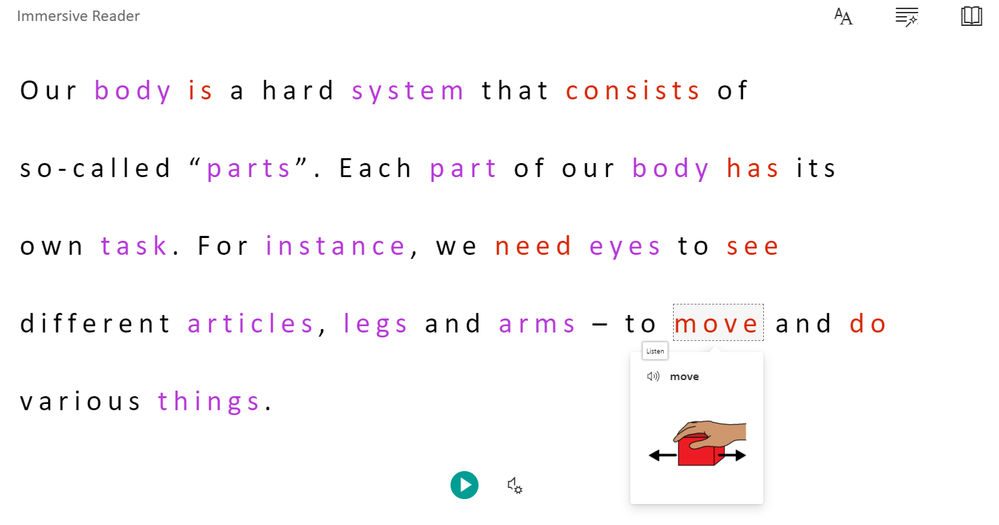 Immersive Reader
Our body is a hard system that consists of
so-called “parts”. Each part of our body has its
own task. For instance, we need eyes to see
different articles, legs and arms – to move and do
Listen
move
various things.